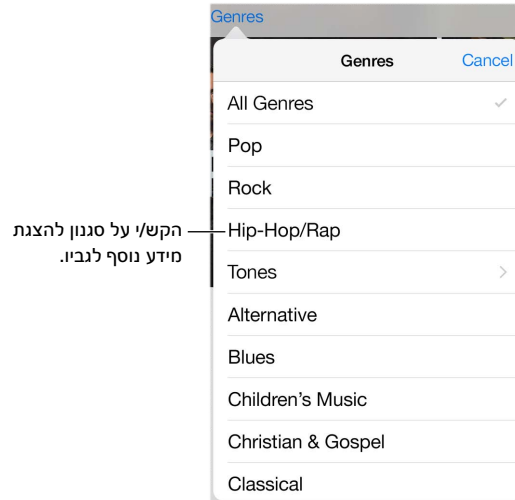 Genres
Genres
Cancel
All Genres
Pop
Rock
Hip-Hop/Rap
Tones
Alternative
Blues
Children's Music
Christian & Gospel
Classical
הקש/י על סגנון להצגת
מידע נוסף לגביו.